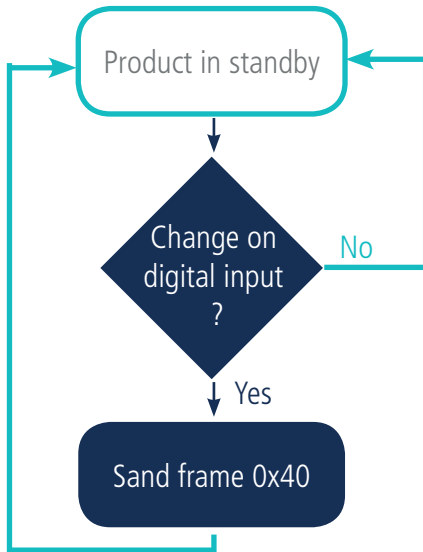 Product in standby
Change on
digital input
?
No
Yes
Sand frame 0x40